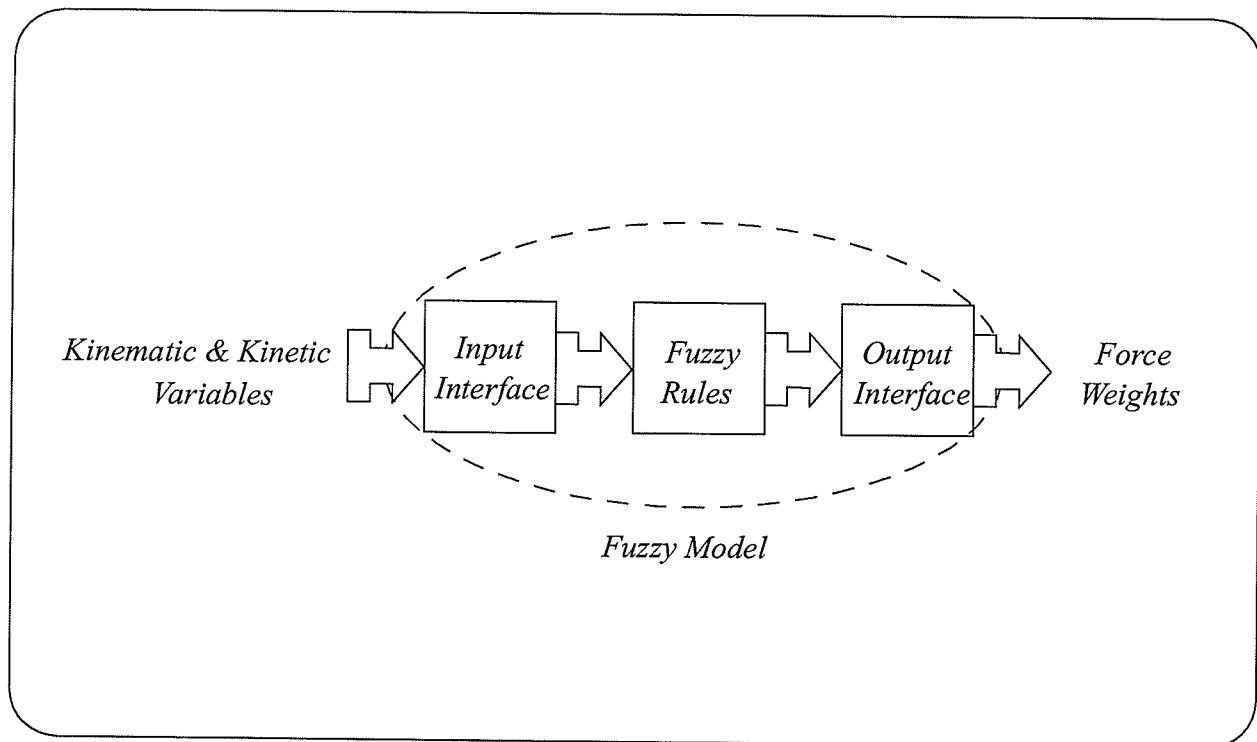 Kinematic & Kinetic
Variables
Input
Interface
Fuzzy
Rules
Output
Interface
Force
Weights
Fuzzy Model